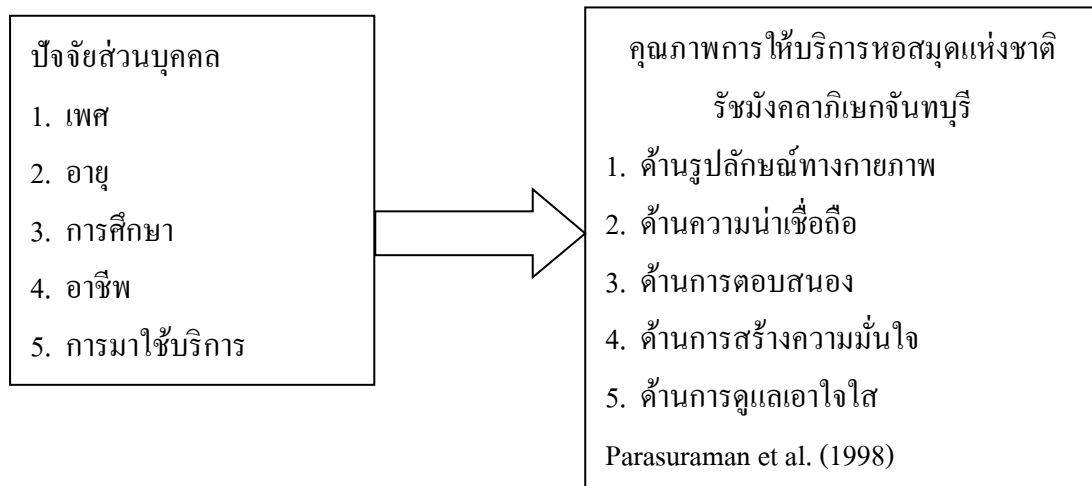 ปัจจัยส่วนบุคคล
1. เพศ
2. อายุ
3. การศึกษา
4. อาชีพ
5. การมาใช้บริการ
คุณภาพการให้บริการหอสมุดแห่งชาติ
รัชมังคลาภิเษกจันทบุรี
1. ด้านรูปลักษณ์ทางกายภาพ
2. ด้านความน่าเชื่อถือ
3. ด้านการตอบสนอง
4. ด้านการสร้างความมั่นใจ
5. ด้านการดูแลเอาใจใส
Parasuraman et al. (1998)